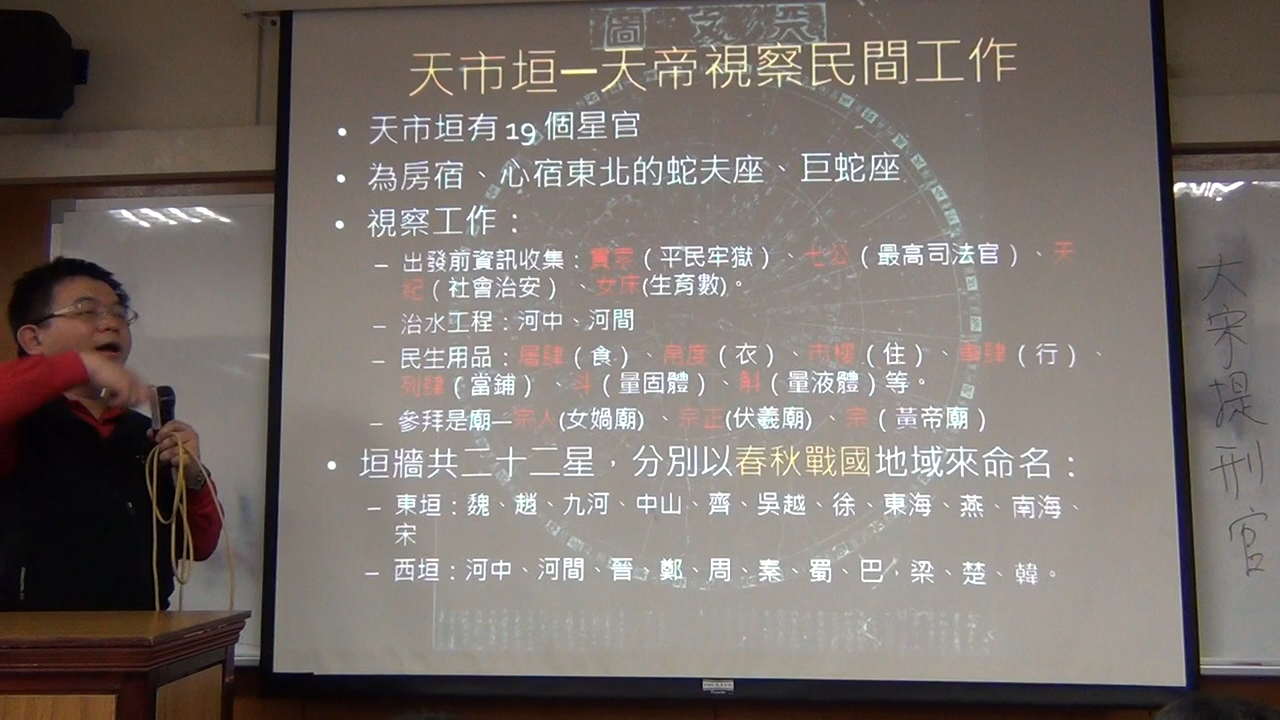 天文圖
天市垣—天帝視察民間工作
• 天市垣有19個星官
• 為房宿、心宿東北的蛇夫座、巨蛇座
• 視察工作：
– 出發前資訊收集：貫索（平民牢獄）、七公（最高司法官）、天
紀（社會治安）、女床(生育數)。
– 治水工程：河中、河間
– 民生用品：屠肆（食）、帛度（衣）、市樓（住）、車肆（行）、
列肆（當鋪）、斗（量固體）、斛（量液體）等。
– 參拜是廟—宗人(女媧廟)、宗正(伏羲廟)、宗（黃帝廟）
• 垣牆共二十二星，分別以春秋戰國地域來命名：
– 東垣：魏、趙、九河、中山、齊、吳越、徐、東海、燕、南海、
宋
– 西垣：河中、河間、晉、鄭、周、秦、蜀、巴，梁、楚、韓。
大宋提刑官